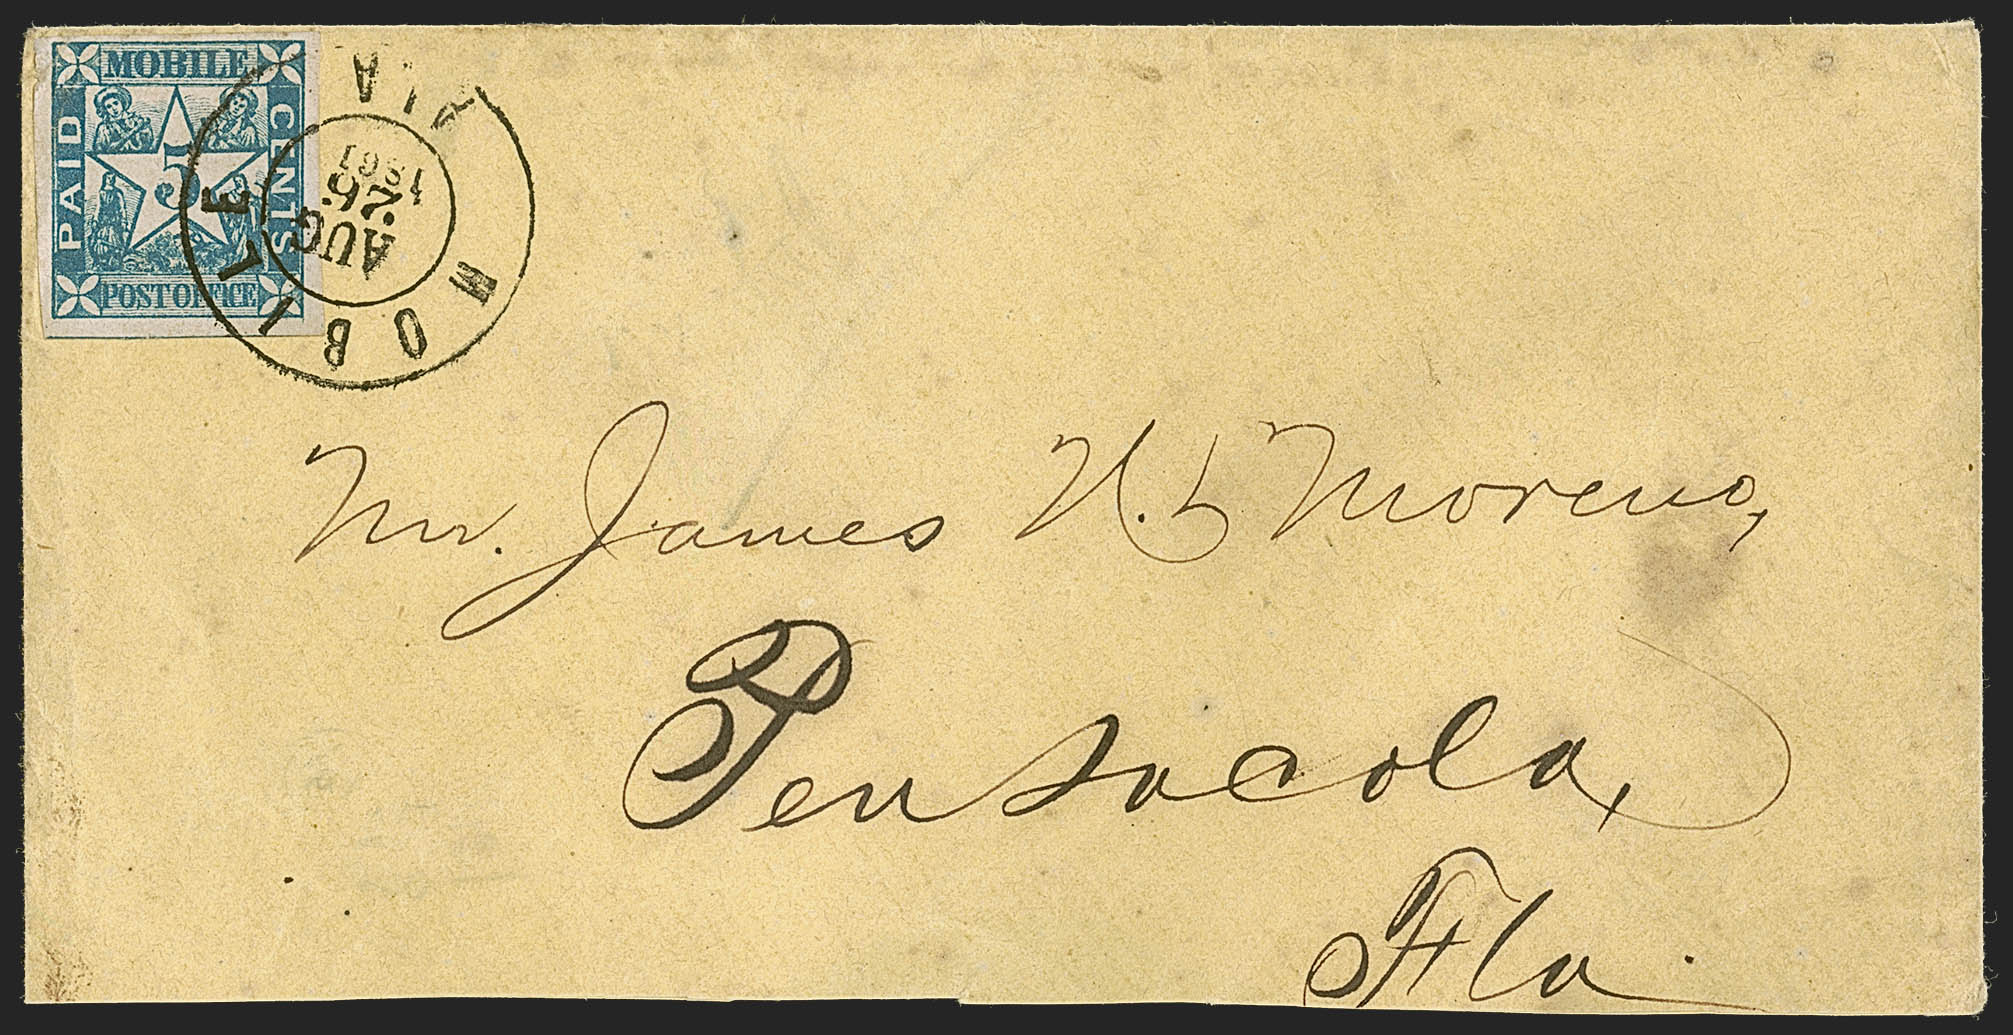 MOBILE
PAID
5
CENTS
POST OFFICE
MOBILE ALA
AUG
26
1861
Mr. James N. Moreno,
Pensacola,
Fla.